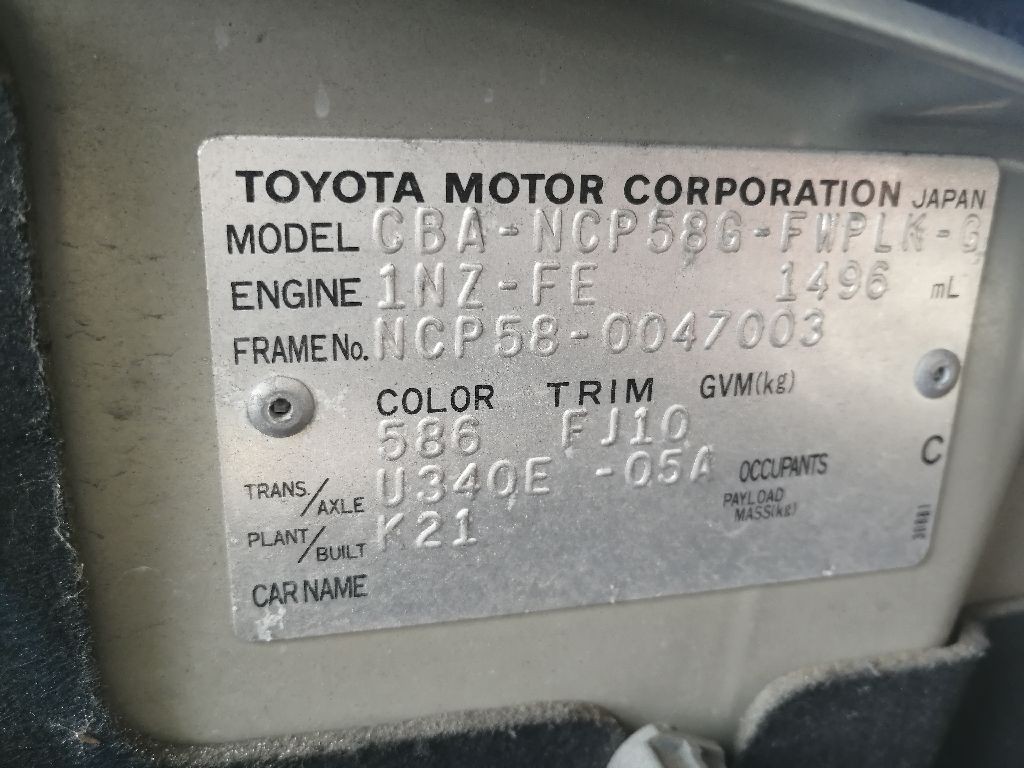 TOYOTA MOTOR CORPORATION JAPAN
MODEL CBA-NCP58G-FWPLK-G
ENGINE 1NZ-FE 1496 mL
FRAME No. NCP58-0047003
COLOR TRIM GVM(kg)
586 FJ10 C
TRANS./AXLE U340E -05A OCCUPANTS
PAYLOAD MASS(kg)
PLANT/BUILT K21
CAR NAME